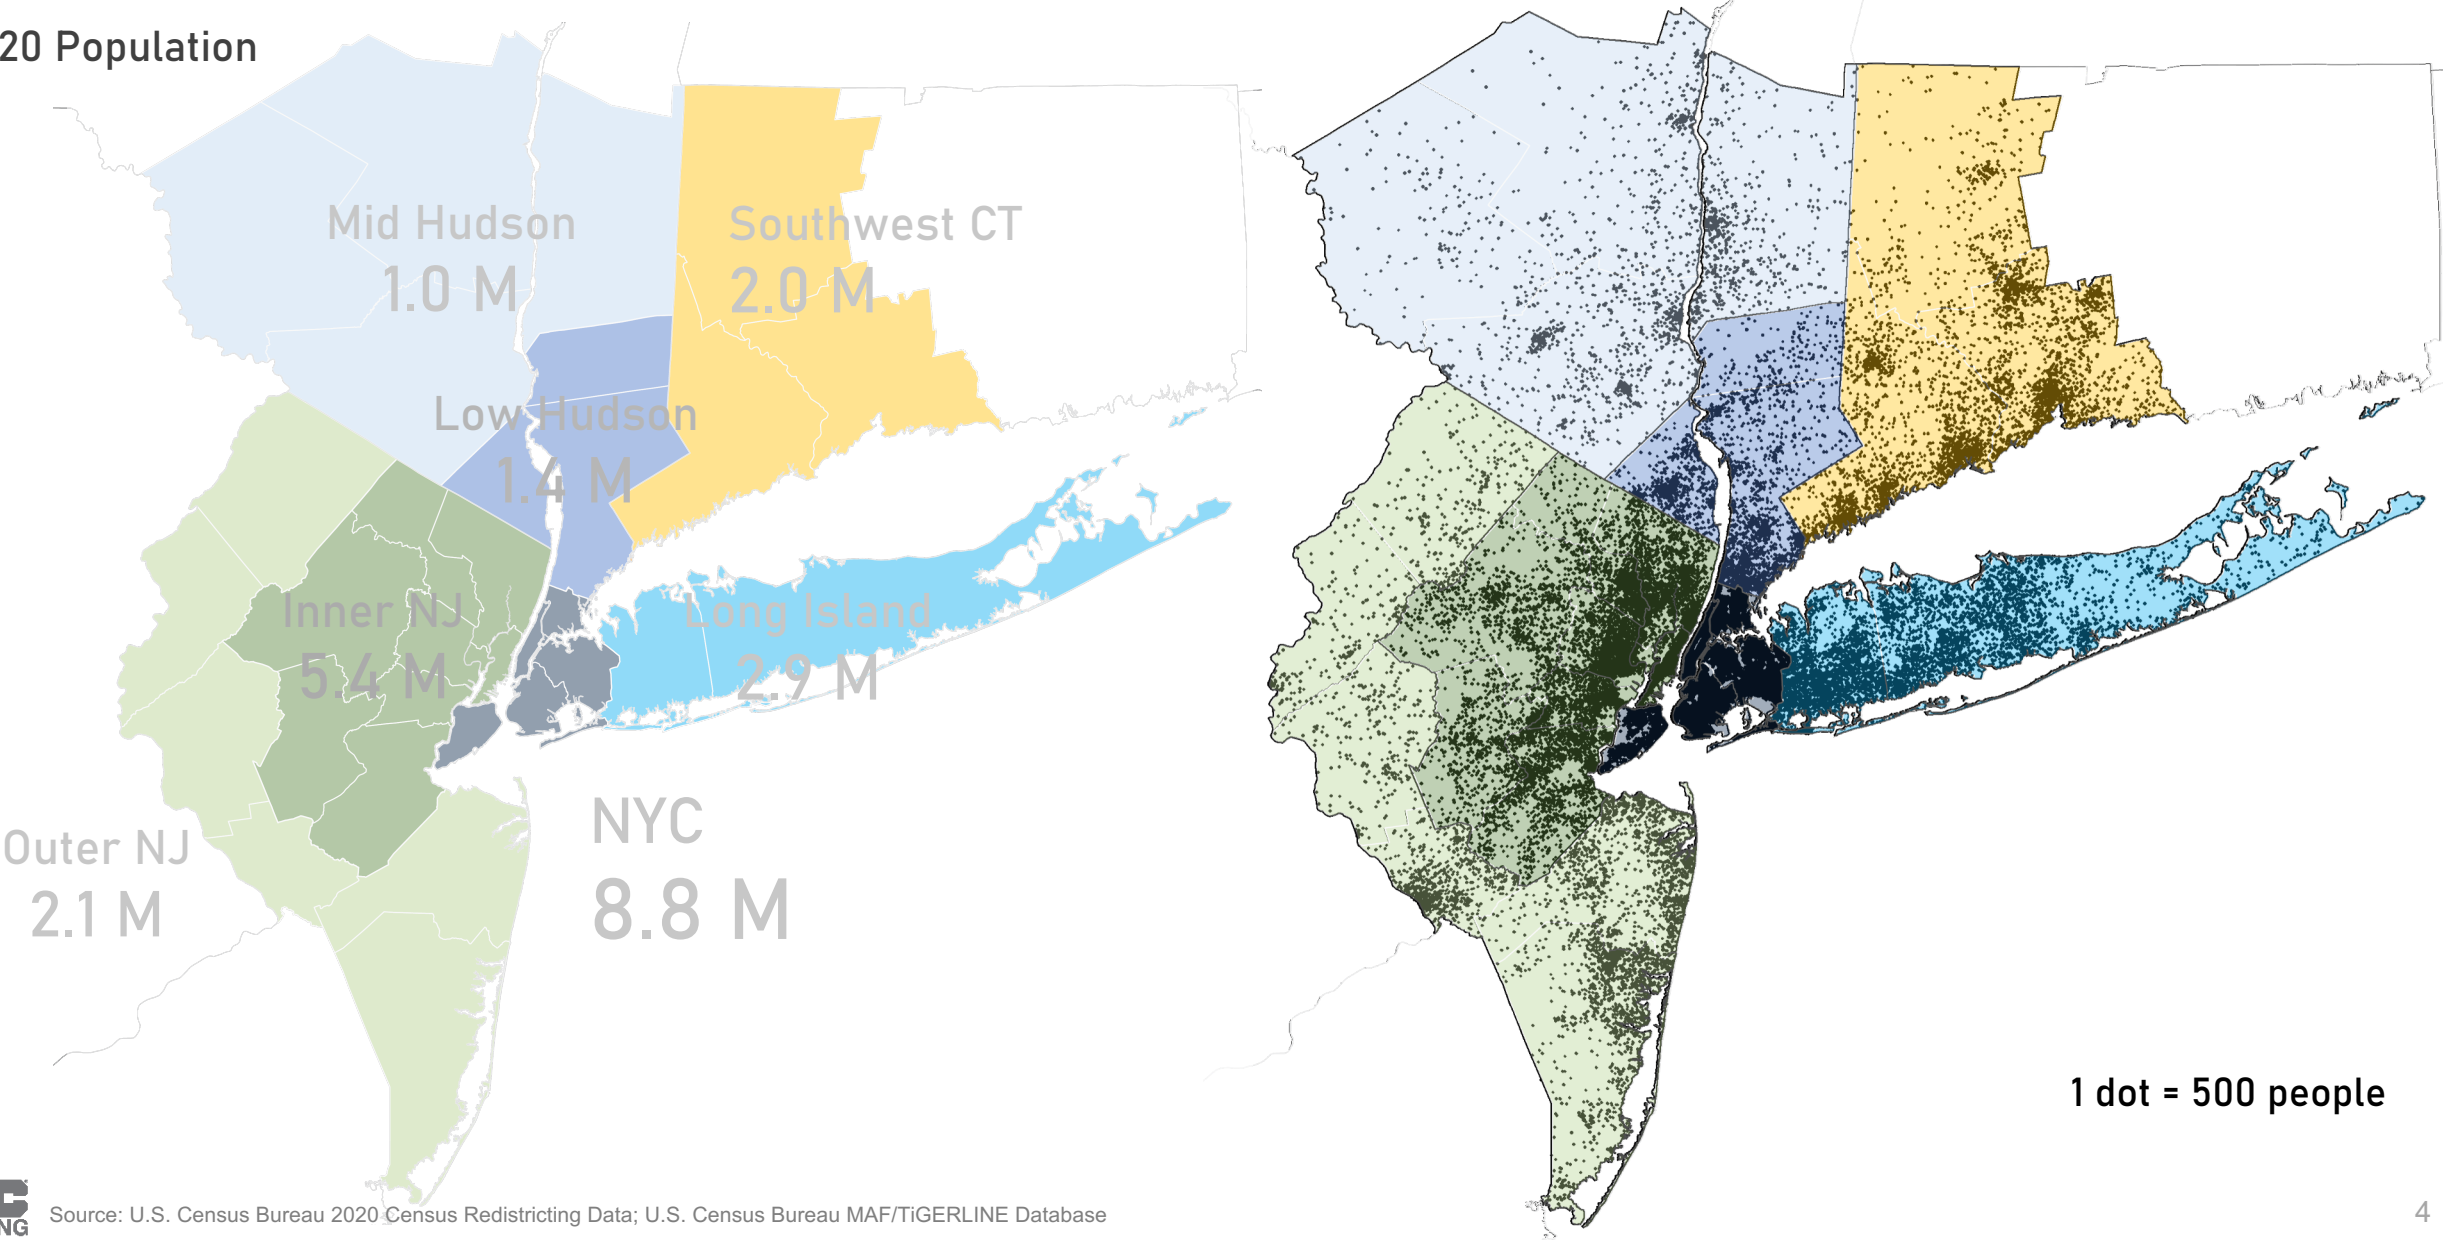 20 Population
Mid Hudson
1.0 M
Southwest CT
2.0 M
Low Hudson
1.4 M
Inner NJ
5.4 M
Long Island
2.9 M
NYC
8.8 M
Outer NJ
2.1 M
1 dot = 500 people
C
NG
Source: U.S. Census Bureau 2020 Census Redistricting Data; U.S. Census Bureau MAF/TiGERLINE Database
4